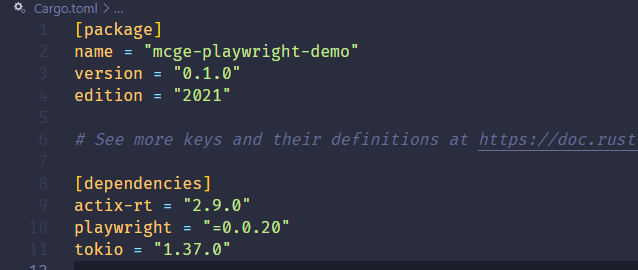 Cargo.toml > ...
1 [package]
2 name = "mcge-playwright-demo"
3 version = "0.1.0"
4 edition = "2021"
5
6 # See more keys and their definitions at https://doc.rust
7
8 [dependencies]
9 actix-rt = "2.9.0"
10 playwright = "=0.0.20"
11 tokio = "1.37.0"
12